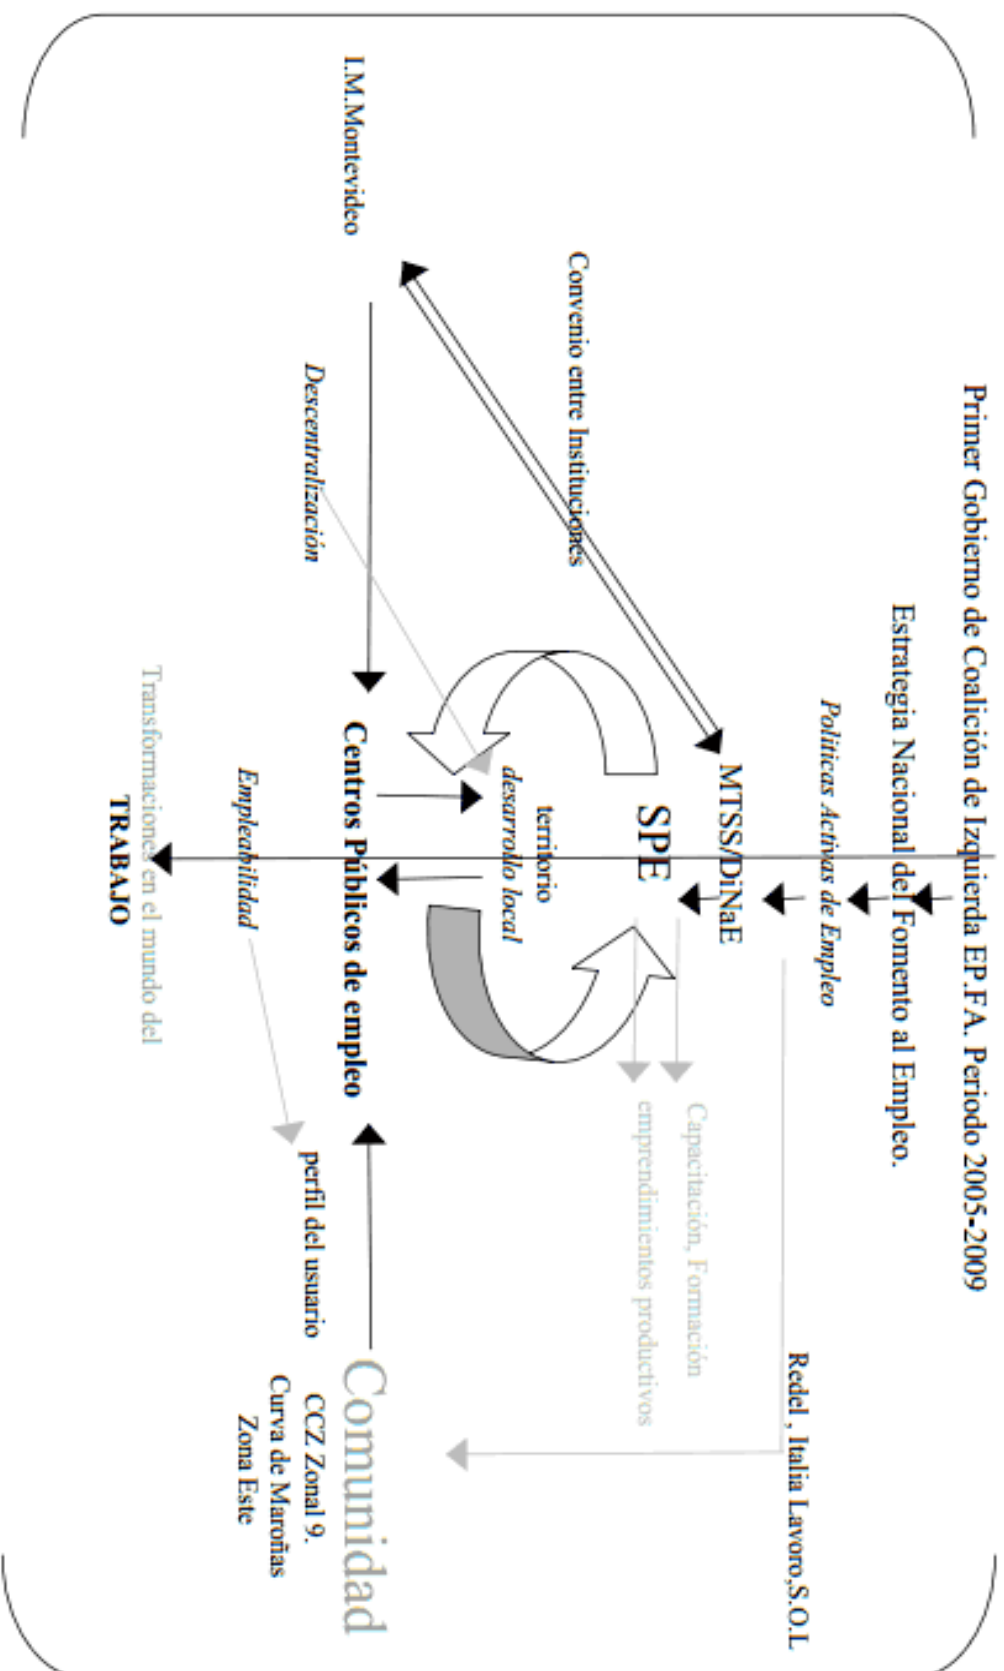 Primer Gobierno de Coalición de Izquierda EP.FA. Periodo 2005-2009
Estrategia Nacional del Fomento al Empleo.
Politicas Activas de Empleo
Redel , Italia Lavoro,S.O.L
MTSS/DiNaE
Capacitación, Formación
SPE
emprendimientos productivos
Convenio entre Instituciones
territorio
desarrollo local
I.M.Montevideo
Centros Públicos de empleo
Comunidad
Descentralización
perfil del usuario
CCZ Zonal 9.
Curva de Maroñas
Zona Este
Empleabilidad
Transformaciones en el mundo del
TRABAJO